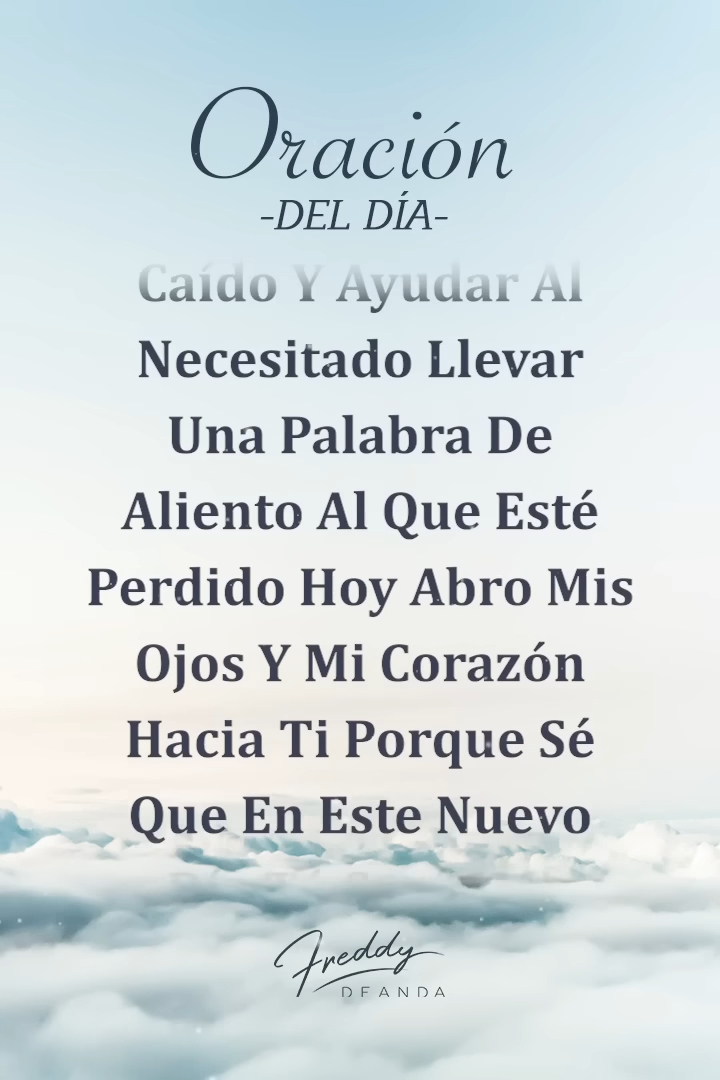 Oración
-DEL DÍA-
Caído Y Ayudar Al
Necesitado Llevar
Una Palabra De
Aliento Al Que Esté
Perdido Hoy Abro Mis
Ojos Y Mi Corazón
Hacia Ti Porque Sé
Que En Este Nuevo
Freddy
DEANDA